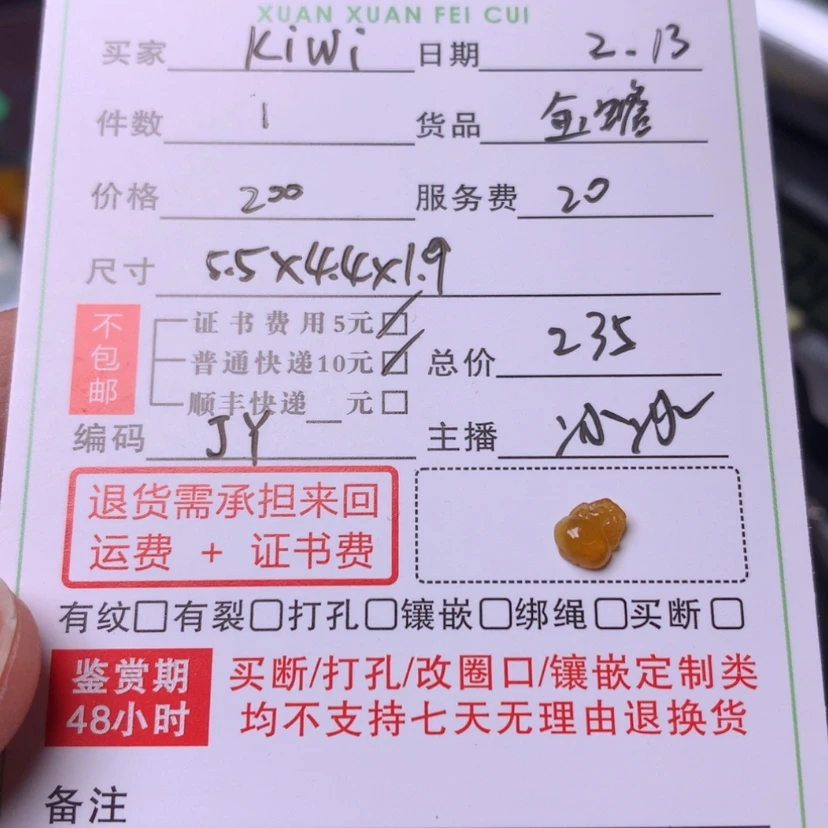 XUAN XUAN FEI CUI
买家 Kiwi 日期 2.13
件数 1 货品 金蟾
价格 200 服务费 20
尺寸 5.5X4.4X1.9
不包邮
证书费用5元
普通快递10元 总价 235
顺丰快递__元
编码 JY 主播
退货需承担来回
运费 + 证书费
有纹 有裂 打孔 镶嵌 绑绳 买断
鉴赏期 买断/打孔/改圈口/镶嵌定制类
48小时 均不支持七天无理由退换货
备注